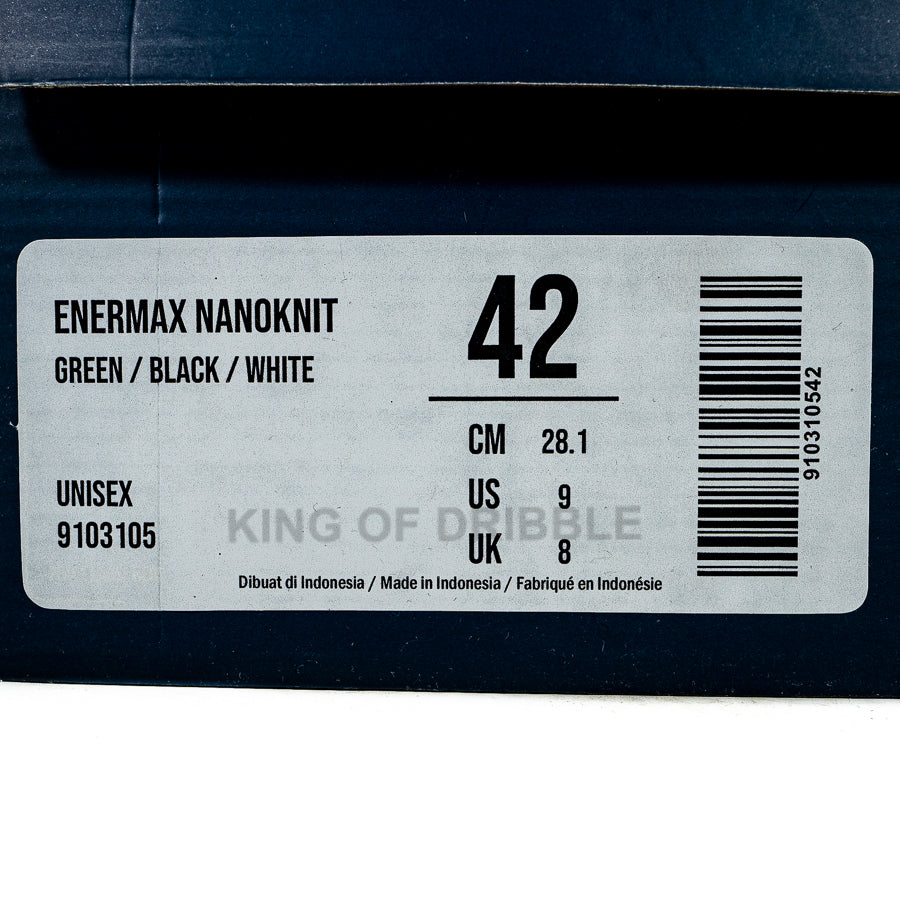 ENERMAX NANOKNIT
GREEN / BLACK / WHITE
UNISEX
9103105
42
CM 28.1
US 9
UK 8
KING OF DRIBBLE
Dibuat di Indonesia / Made in Indonesia / Fabriqué en Indonésie
910310542